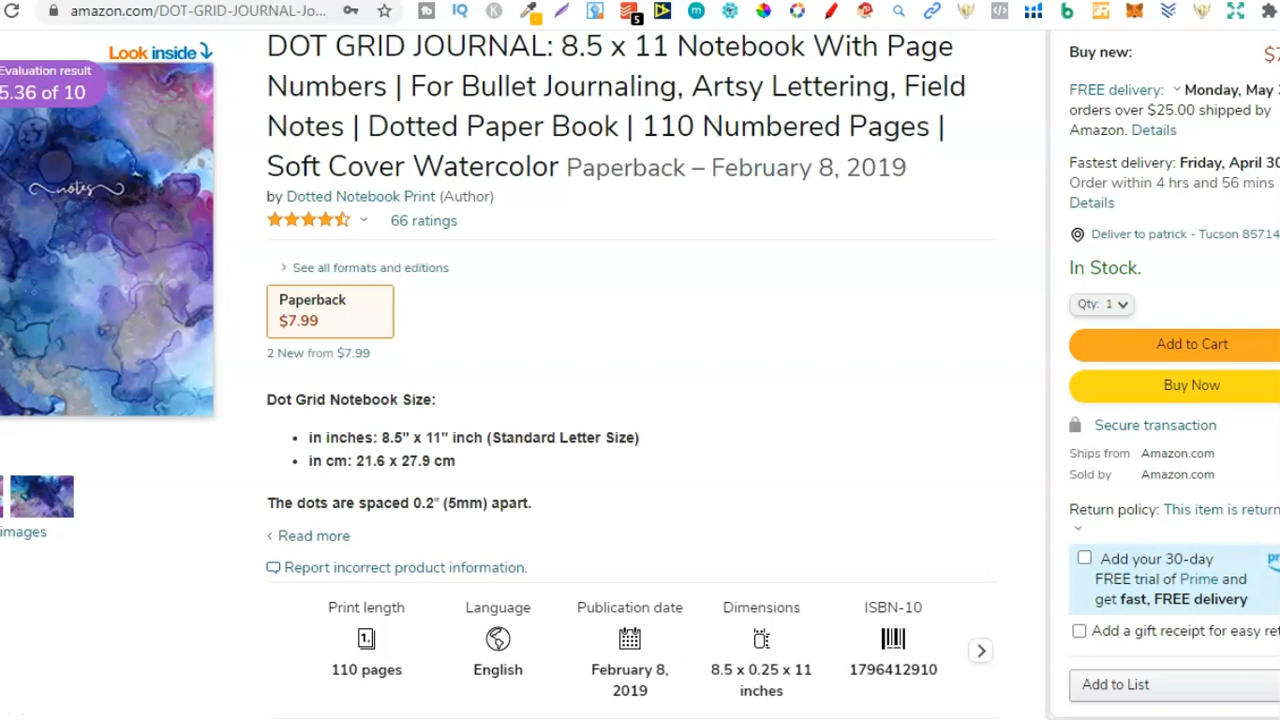 amazon.com/DOT-GRID-JOURNAL-Jo...
5
Look inside
Evaluation result
5.36 of 10
notes
images
DOT GRID JOURNAL: 8.5 x 11 Notebook With Page
Numbers | For Bullet Journaling, Artsy Lettering, Field
Notes | Dotted Paper Book | 110 Numbered Pages |
Soft Cover Watercolor Paperback – February 8, 2019
by Dotted Notebook Print (Author)
66 ratings
See all formats and editions
Paperback
$7.99
2 New from $7.99
Dot Grid Notebook Size:
• in inches: 8.5" x 11" inch (Standard Letter Size)
• in cm: 21.6 x 27.9 cm
The dots are spaced 0.2" (5mm) apart.
Read more
Report incorrect product information.
Print length
110 pages
Language
English
Publication date
February 8,
2019
Dimensions
8.5 x 0.25 x 11
inches
ISBN-10
1796412910
Buy new:
FREE delivery: Monday, May
orders over $25.00 shipped by
Amazon. Details
Fastest delivery: Friday, April 30
Order within 4 hrs and 56 mins
Details
Deliver to patrick - Tucson 85714
In Stock.
Qty: 1
Add to Cart
Buy Now
Secure transaction
Ships from Amazon.com
Sold by Amazon.com
Return policy: This item is return
Add your 30-day
FREE trial of Prime and
get fast, FREE delivery
Add a gift receipt for easy ret
Add to List